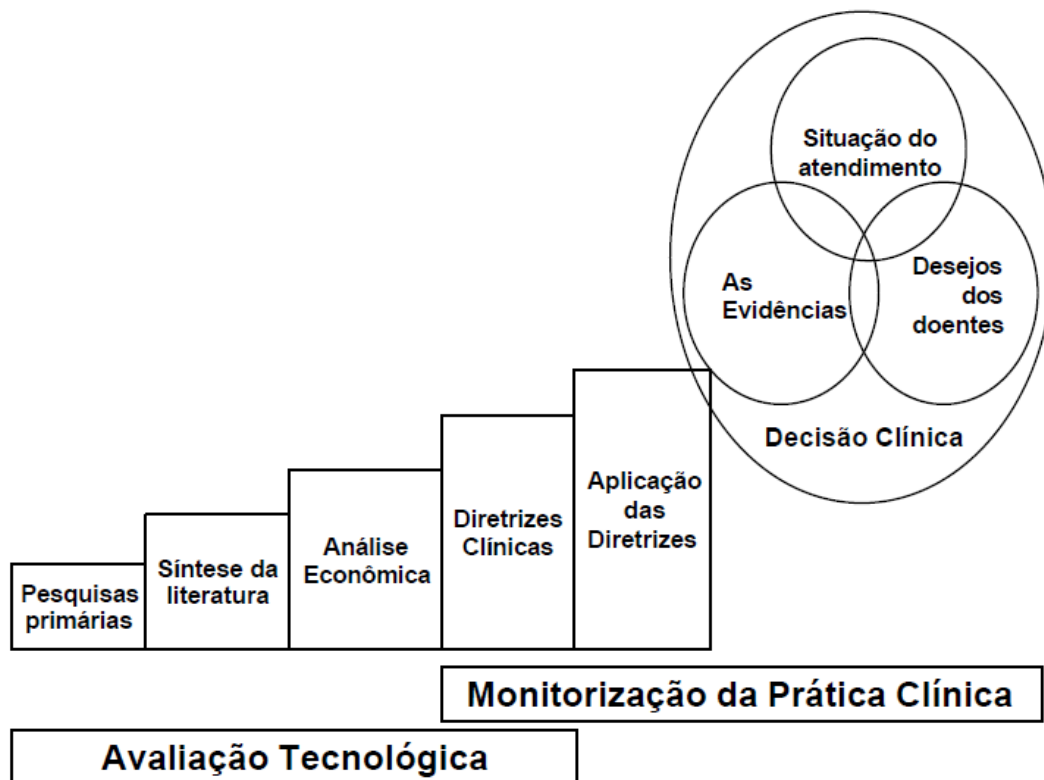 Situação do
atendimento
As
Evidências
Desejos
dos
doentes
Decisão Clínica
Pesquisas
primárias
Síntese da
literatura
Análise
Econômica
Diretrizes
Clínicas
Aplicação
das
Diretrizes
Monitorização da Prática Clínica
Avaliação Tecnológica